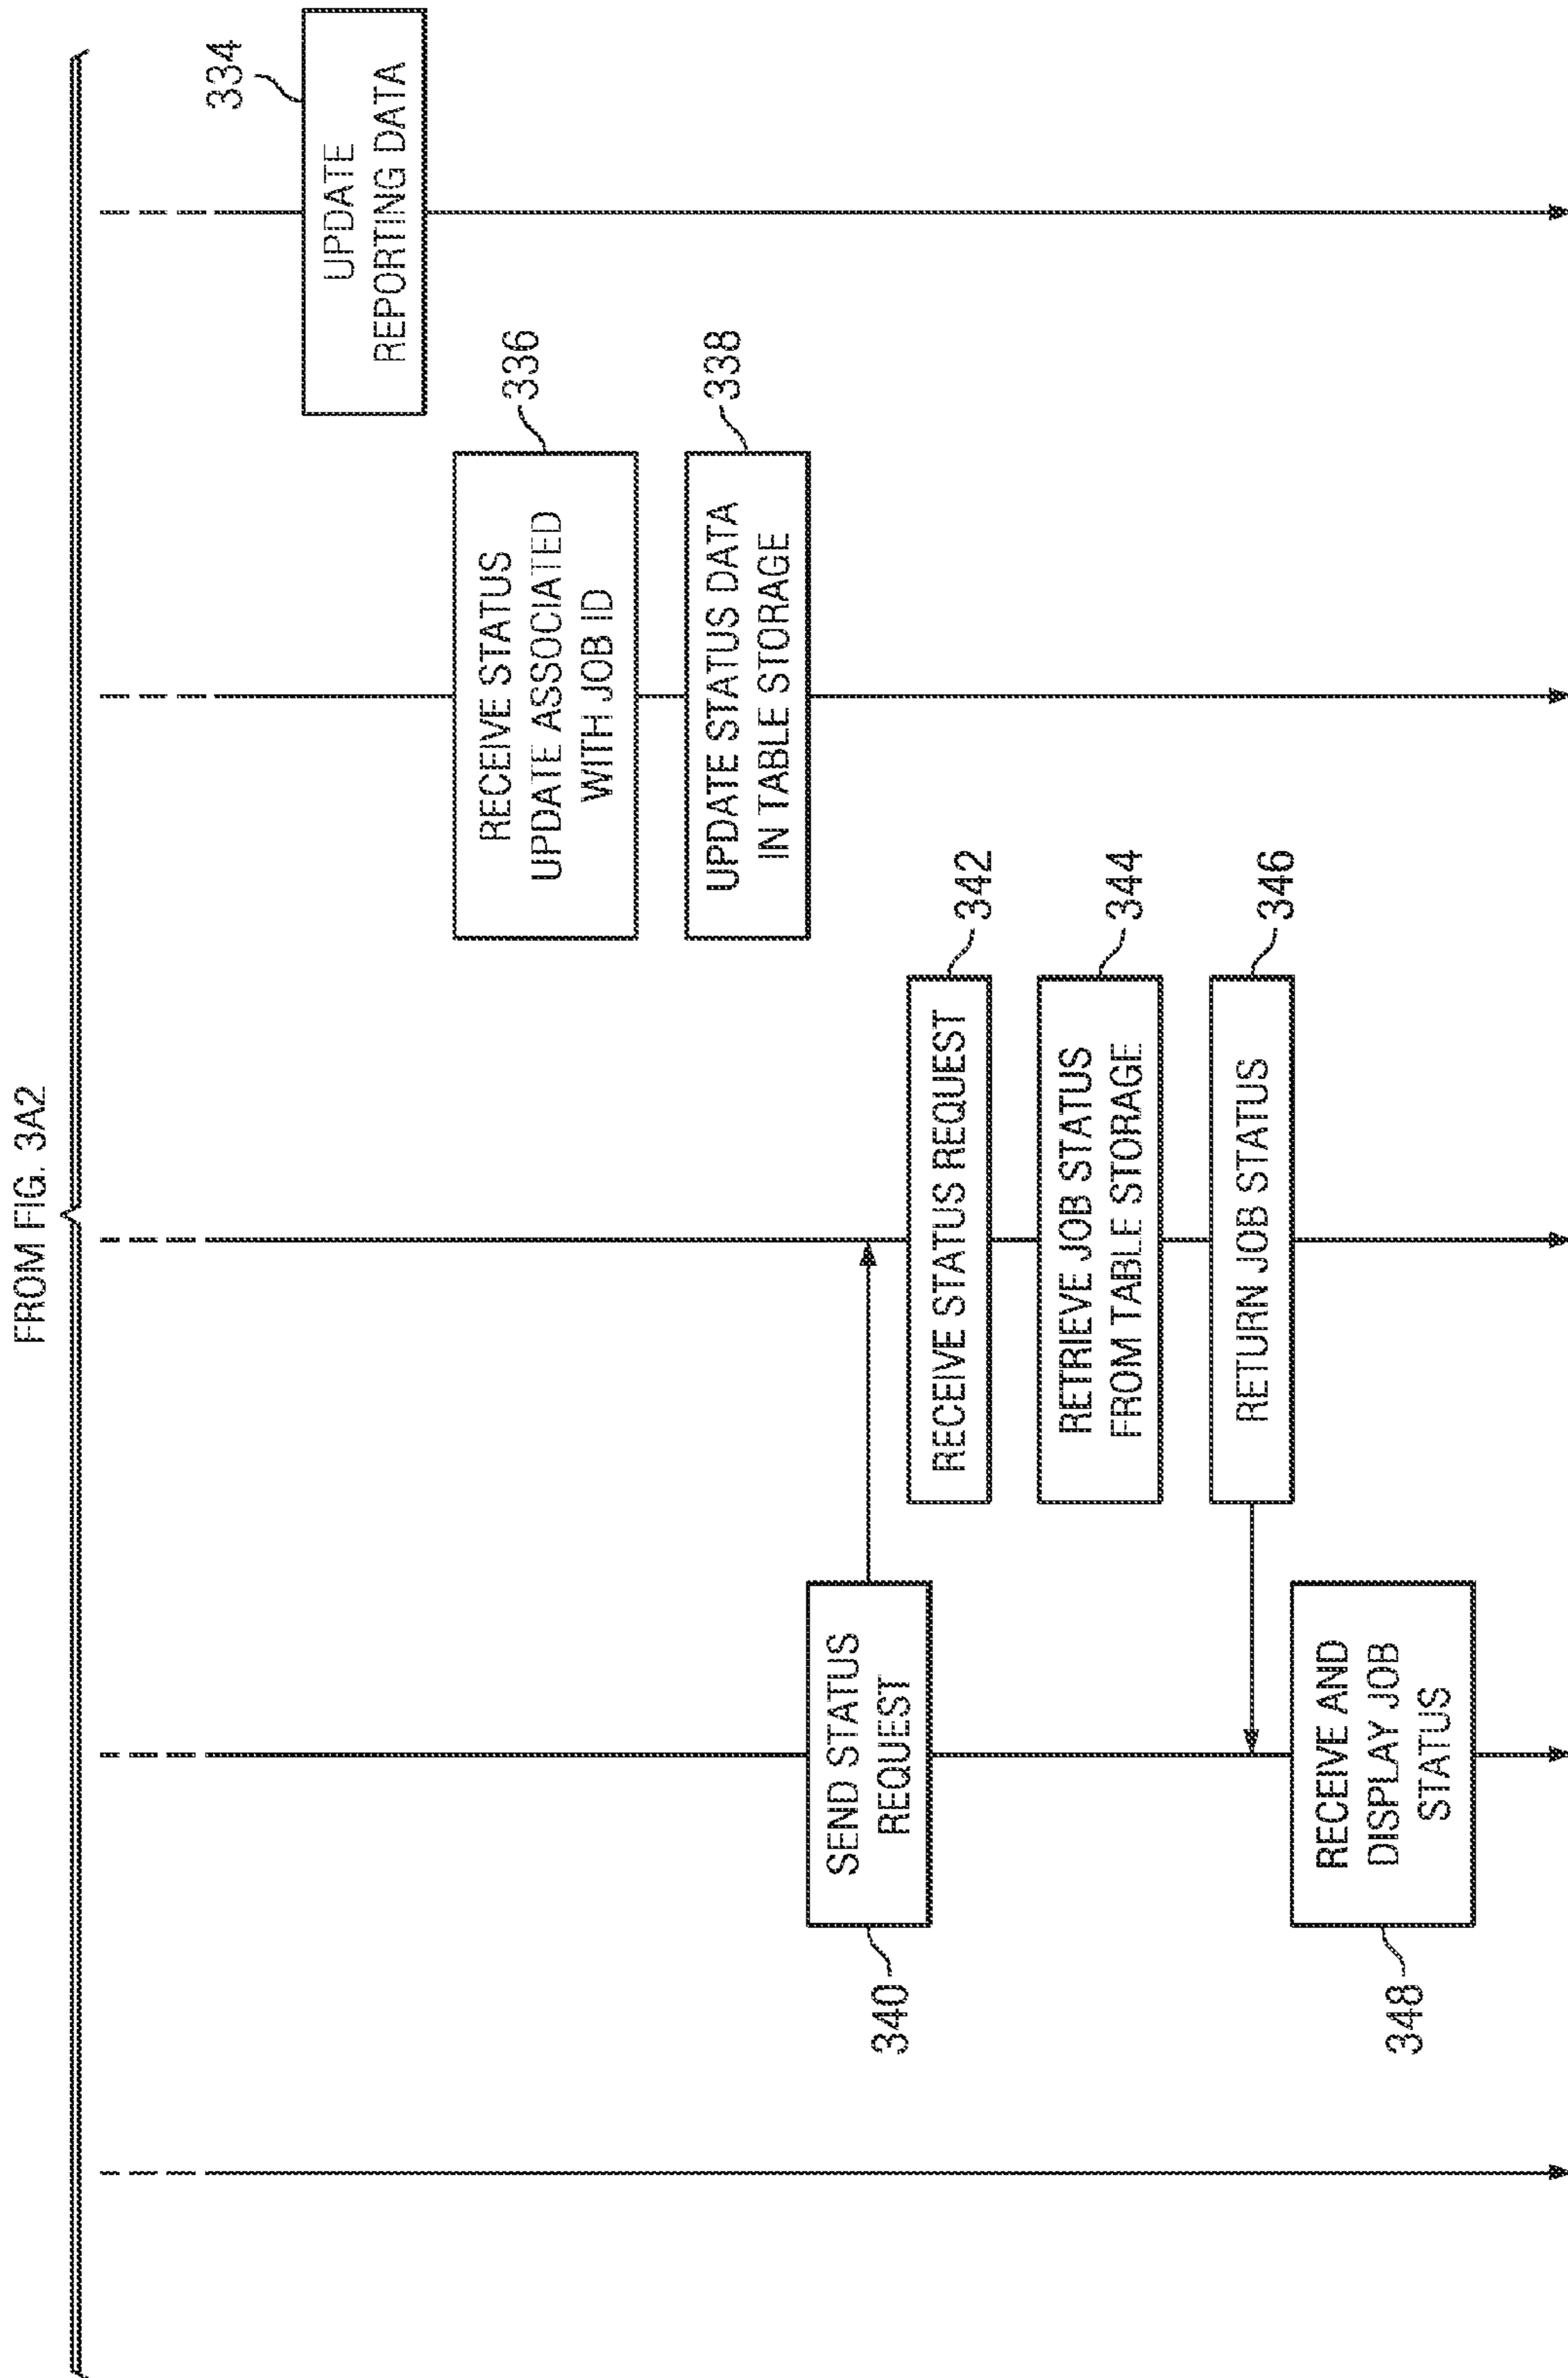 FROM FIG. 3A2
334
UPDATE
REPORTING DATA
336
RECEIVE STATUS
UPDATE ASSOCIATED
WITH JOB ID
338
UPDATE STATUS DATA
IN TABLE STORAGE
340
SEND STATUS
REQUEST
342
RECEIVE STATUS REQUEST
344
RETRIEVE JOB STATUS
FROM TABLE STORAGE
346
RETURN JOB STATUS
348
RECEIVE AND
DISPLAY JOB
STATUS